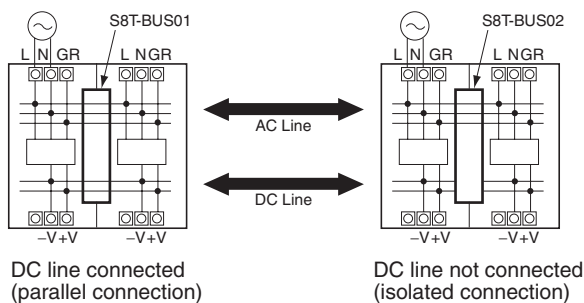 S8T-BUS01
S8T-BUS02
L N GR
L N GR
L N GR
L N GR
AC Line
DC Line
−V +V
−V +V
−V +V
−V +V
DC line connected
(parallel connection)
DC line not connected
(isolated connection)